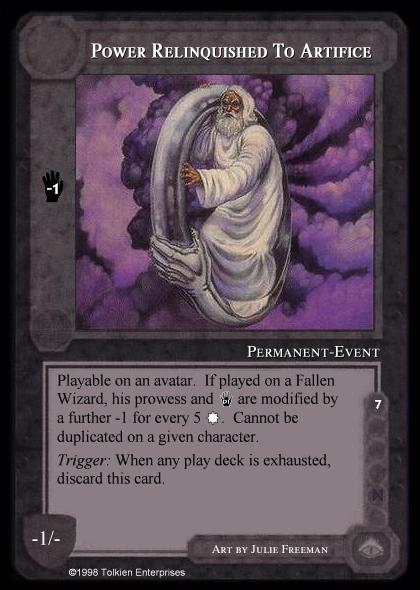 POWER RELINQUISHED TO ARTIFICE
-1
PERMANENT-EVENT
Playable on an avatar. If played on a Fallen
Wizard, his prowess and are modified by
a further -1 for every 5 . Cannot be
duplicated on a given character.
Trigger: When any play deck is exhausted,
discard this card.
7
N
-1/-
ART BY JULIE FREEMAN
©1998 Tolkien Enterprises